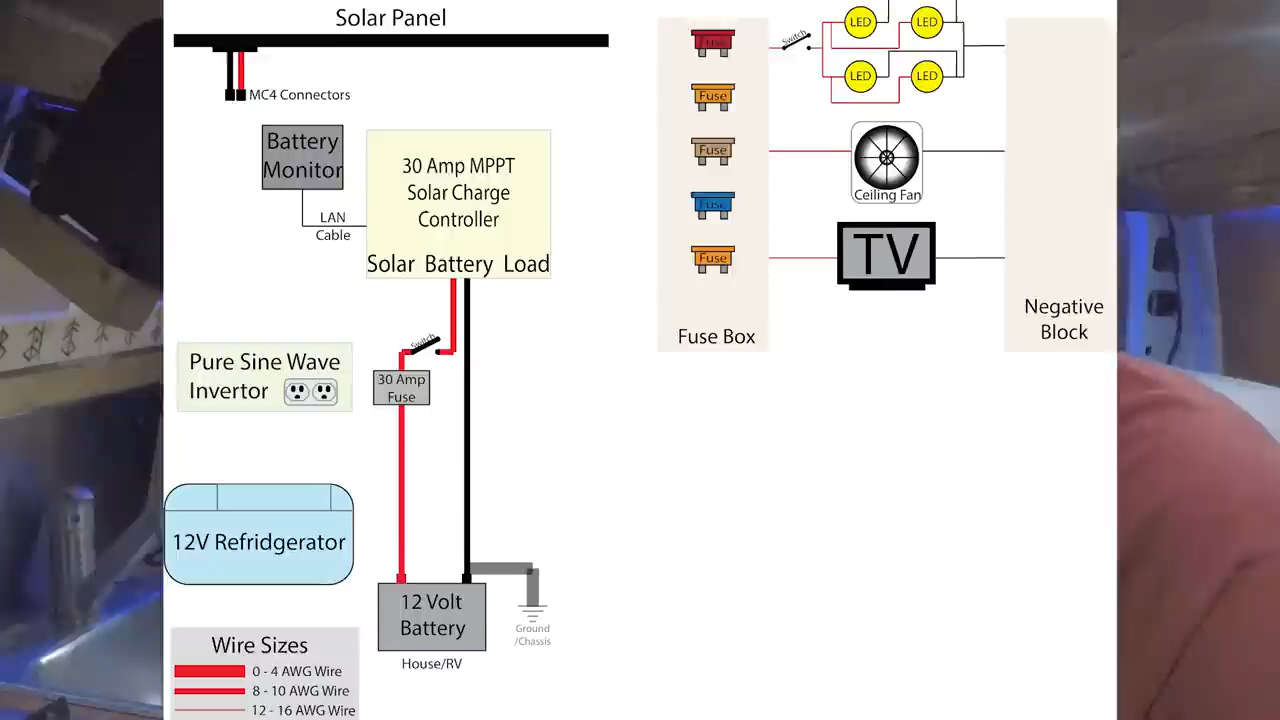 Solar Panel
MC4 Connectors
Battery
Monitor
LAN
Cable
30 Amp MPPT
Solar Charge
Controller
Solar Battery Load
Switch
30 Amp
Fuse
Pure Sine Wave
Invertor
12V Refridgerator
12 Volt
Battery
House/RV
Ground
/Chassis
Wire Sizes
0 - 4 AWG Wire
8 - 10 AWG Wire
12 - 16 AWG Wire
Fuse
Fuse
Fuse
Fuse
Fuse
Fuse Box
Switch
LED
LED
LED
LED
Ceiling Fan
TV
Negative
Block